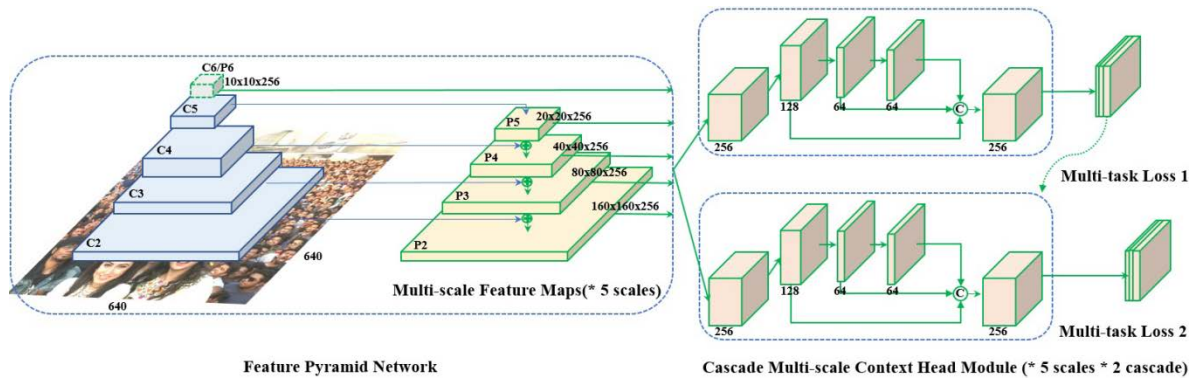 C6/P6
10x10x256
C5
C4
C3
C2
640
640
P5
20x20x256
P4
40x40x256
P3
80x80x256
P2
160x160x256
Multi-scale Feature Maps(* 5 scales)
Feature Pyramid Network
256
128
64
64
C
256
Multi-task Loss 1
256
128
64
64
C
256
Multi-task Loss 2
Cascade Multi-scale Context Head Module (* 5 scales * 2 cascade)